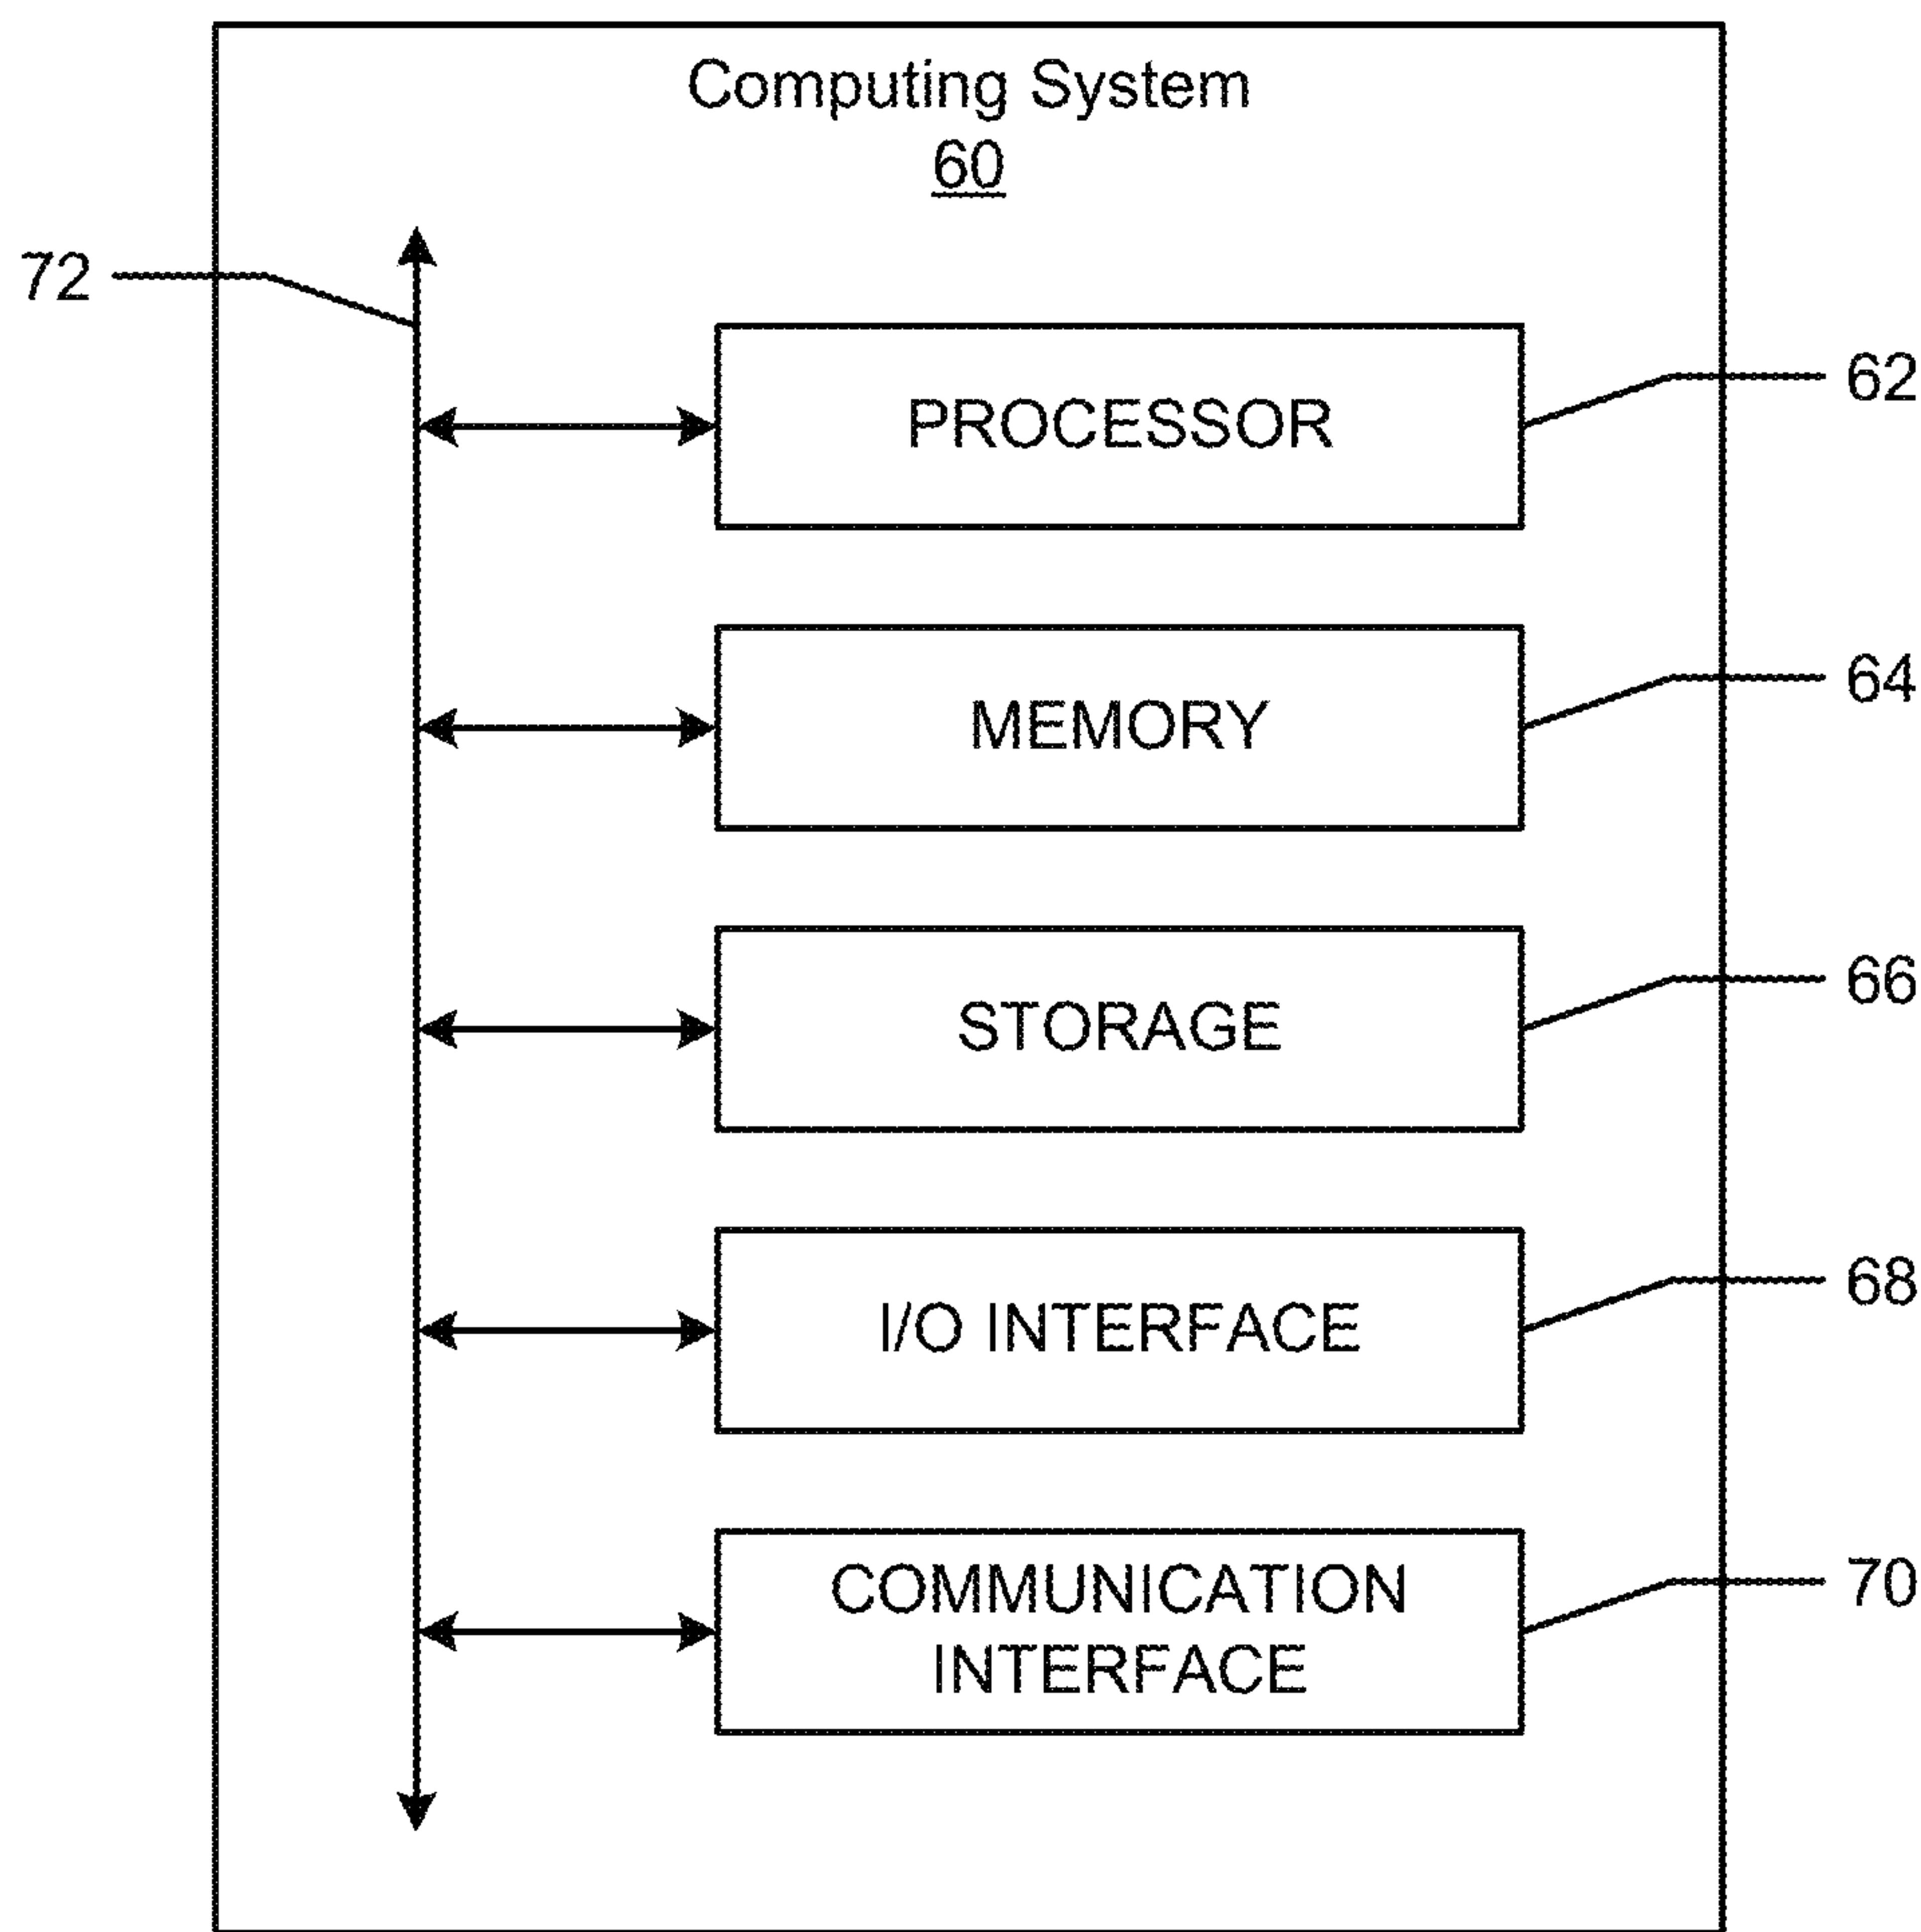 Computing System
60
72
PROCESSOR
62
MEMORY
64
STORAGE
66
I/O INTERFACE
68
COMMUNICATION
INTERFACE
70